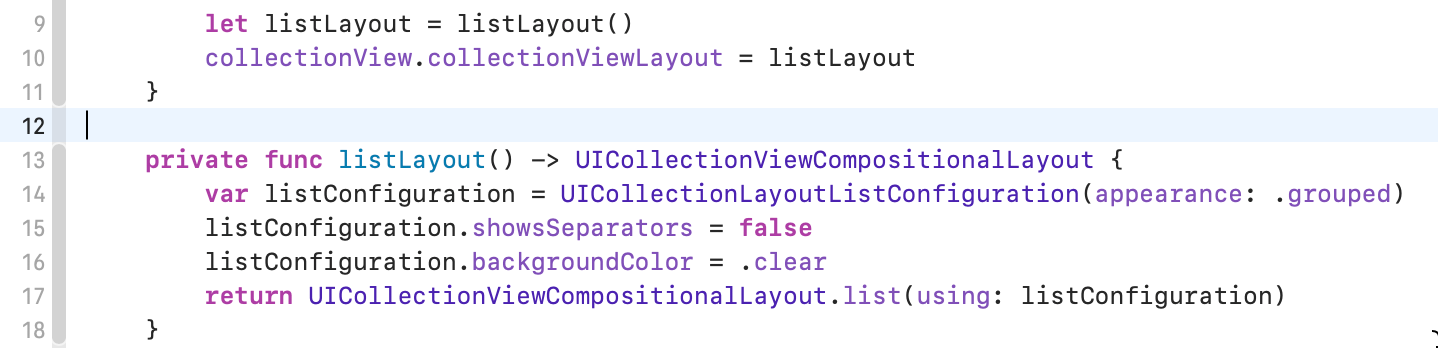 9 let listLayout = listLayout()
10 collectionView.collectionViewLayout = listLayout
11 }
12
13 private func listLayout() -> UICollectionViewCompositionalLayout {
14 var listConfiguration = UICollectionLayoutListConfiguration(appearance: .grouped)
15 listConfiguration.showsSeparators = false
16 listConfiguration.backgroundColor = .clear
17 return UICollectionViewCompositionalLayout.list(using: listConfiguration)
18 }